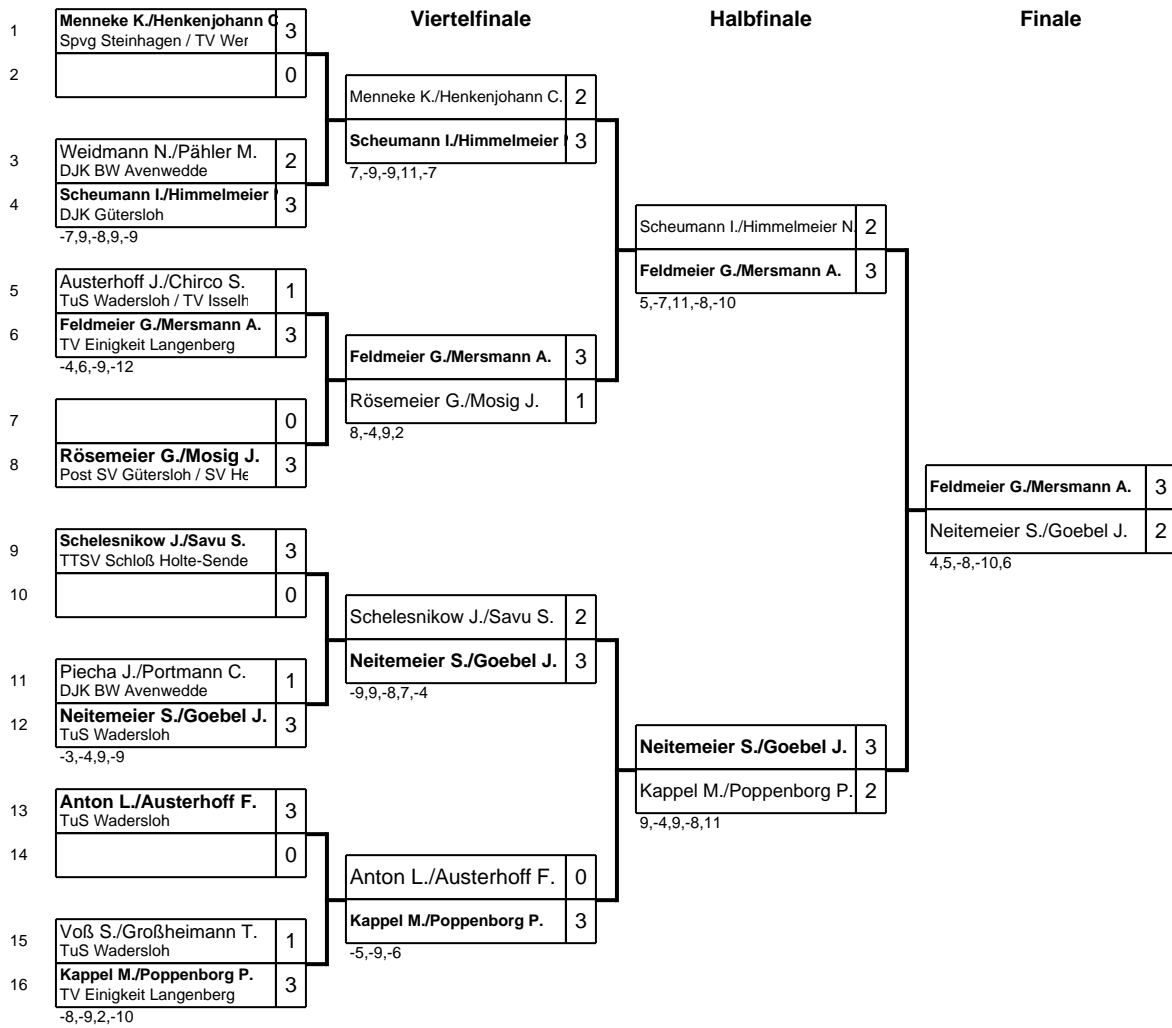 Viertelfinale
Halbfinale
Finale
1
Menneke K./Henkenjohann C
3
Spvg Steinhagen / TV Wer
2
0
3
Weidmann N./Pähler M.
2
DJK BW Avenwedde
4
Scheumann I./Himmelmeier
3
DJK Gütersloh
-7,9,-8,9,-9
5
Austerhoff J./Chirco S.
1
TuS Wadersloh / TV Isselh
6
Feldmeier G./Mersmann A.
3
TV Einigkeit Langenberg
-4,6,-9,-12
7
0
8
Rösemeier G./Mosig J.
3
Post SV Gütersloh / SV He
9
Schelesnikow J./Savu S.
3
TTSV Schloß Holte-Sende
10
0
11
Piecha J./Portmann C.
1
DJK BW Avenwedde
12
Neitemeier S./Goebel J.
3
TuS Wadersloh
-3,-4,9,-9
13
Anton L./Austerhoff F.
3
TuS Wadersloh
14
0
15
Voß S./Großheimann T.
1
TuS Wadersloh
16
Kappel M./Poppenborg P.
3
TV Einigkeit Langenberg
-8,-9,2,-10
Menneke K./Henkenjohann C.
2
Scheumann I./Himmelmeier
3
7,-9,-9,11,-7
Feldmeier G./Mersmann A.
3
Rösemeier G./Mosig J.
1
8,-4,9,2
Schelesnikow J./Savu S.
2
Neitemeier S./Goebel J.
3
-9,9,-8,7,-4
Anton L./Austerhoff F.
0
Kappel M./Poppenborg P.
3
-5,-9,-6
Scheumann I./Himmelmeier N.
2
Feldmeier G./Mersmann A.
3
5,-7,11,-8,-10
Neitemeier S./Goebel J.
3
Kappel M./Poppenborg P.
2
9,-4,9,-8,11
Feldmeier G./Mersmann A.
3
Neitemeier S./Goebel J.
2
4,5,-8,-10,6